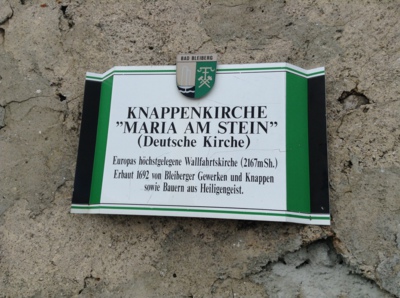 BAD BLEIBERG
KNAPPENKIRCHE
"MARIA AM STEIN"
(Deutsche Kirche)
Europas höchstgelegene Wallfahrtskirche (2167m Sh.)
Erbaut 1692 von Bleiberger Gewerken und Knappen
sowie Bauern aus Heiligengeist.